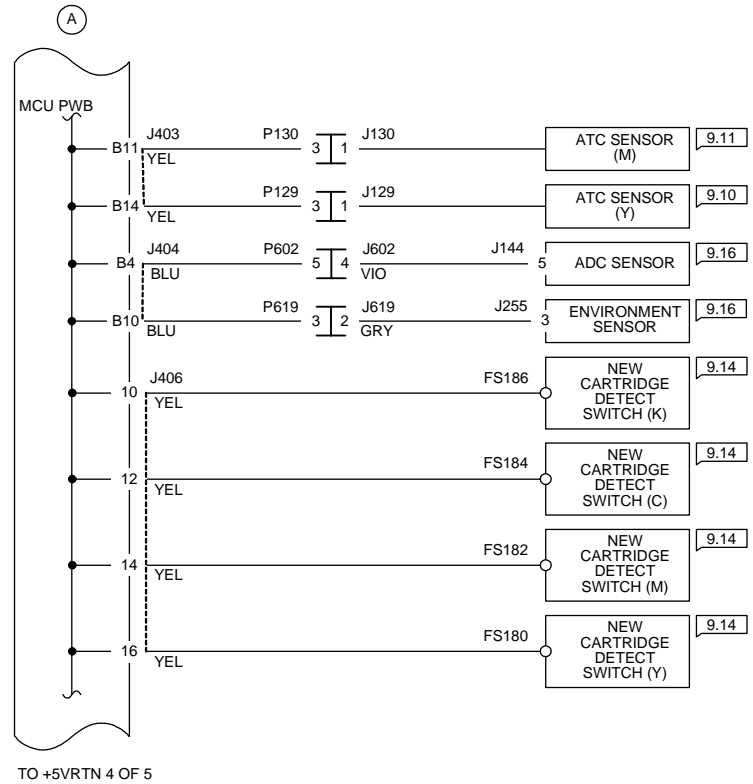 A
MCU PWB
B11 J403 YEL P130 3 1 J130 ATC SENSOR (M) 9.11
B14 YEL P129 3 1 J129 ATC SENSOR (Y) 9.10
B4 J404 BLU P602 5 4 J602 VIO J144 5 ADC SENSOR 9.16
B10 BLU P619 3 2 J619 GRY J255 3 ENVIRONMENT SENSOR 9.16
10 J406 YEL FS186 NEW CARTRIDGE DETECT SWITCH (K) 9.14
12 YEL FS184 NEW CARTRIDGE DETECT SWITCH (C) 9.14
14 YEL FS182 NEW CARTRIDGE DETECT SWITCH (M) 9.14
16 YEL FS180 NEW CARTRIDGE DETECT SWITCH (Y) 9.14
TO +5VRTN 4 OF 5